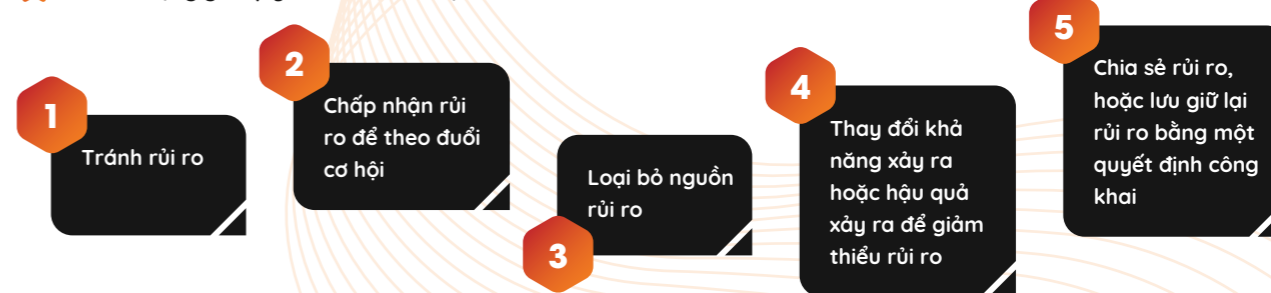 1
Tránh rủi ro
2
Chấp nhận rủi
ro để theo đuổi
cơ hội
3
Loại bỏ nguồn
rủi ro
4
Thay đổi khả
năng xảy ra
hoặc hậu quả
xảy ra để giảm
thiểu rủi ro
5
Chia sẻ rủi ro,
hoặc lưu giữ lại
rủi ro bằng một
quyết định công
khai